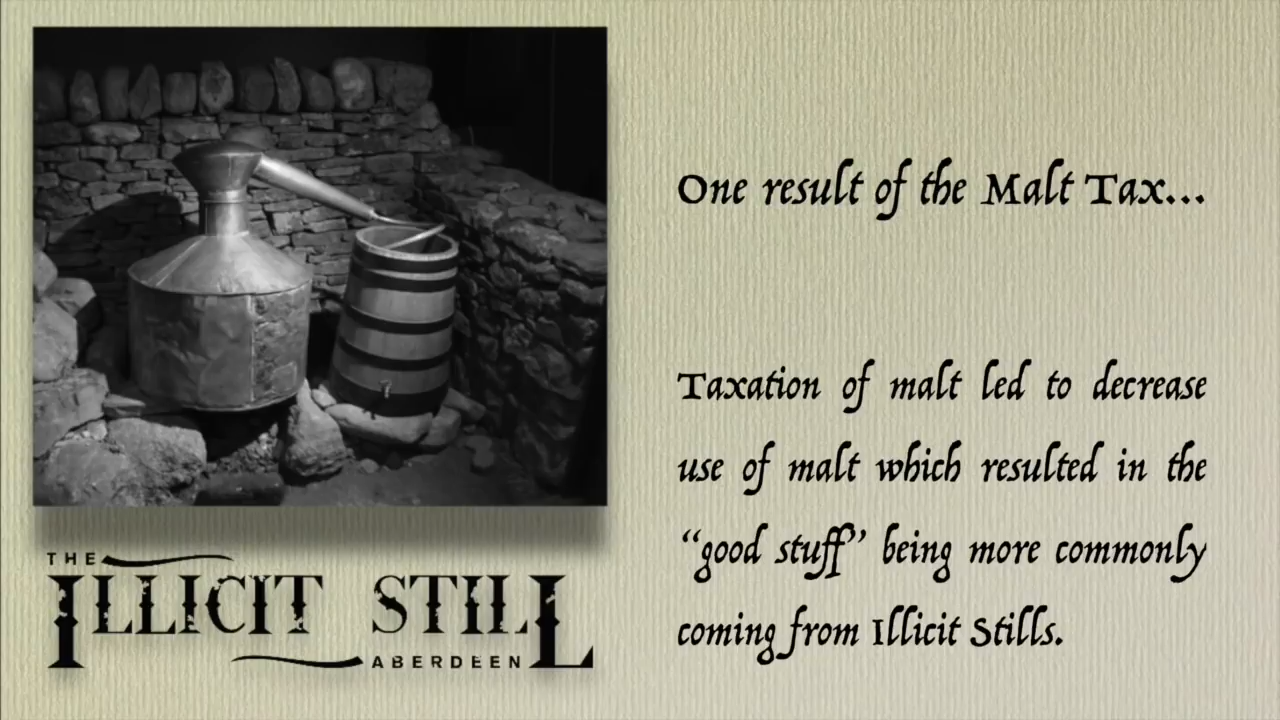 THE
ILLICIT STILL
ABERDEEN
One result of the Malt Tax...
Taxation of malt led to decrease
use of malt which resulted in the
“good stuff” being more commonly
coming from Illicit Stills.